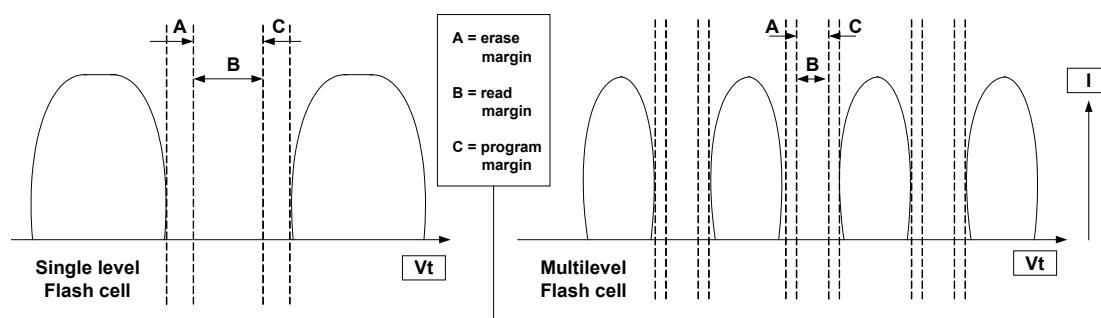 A
C
B
Vt
Single level
Flash cell
A = erase
margin
B = read
margin
C = program
margin
A
C
B
I
Vt
Multilevel
Flash cell